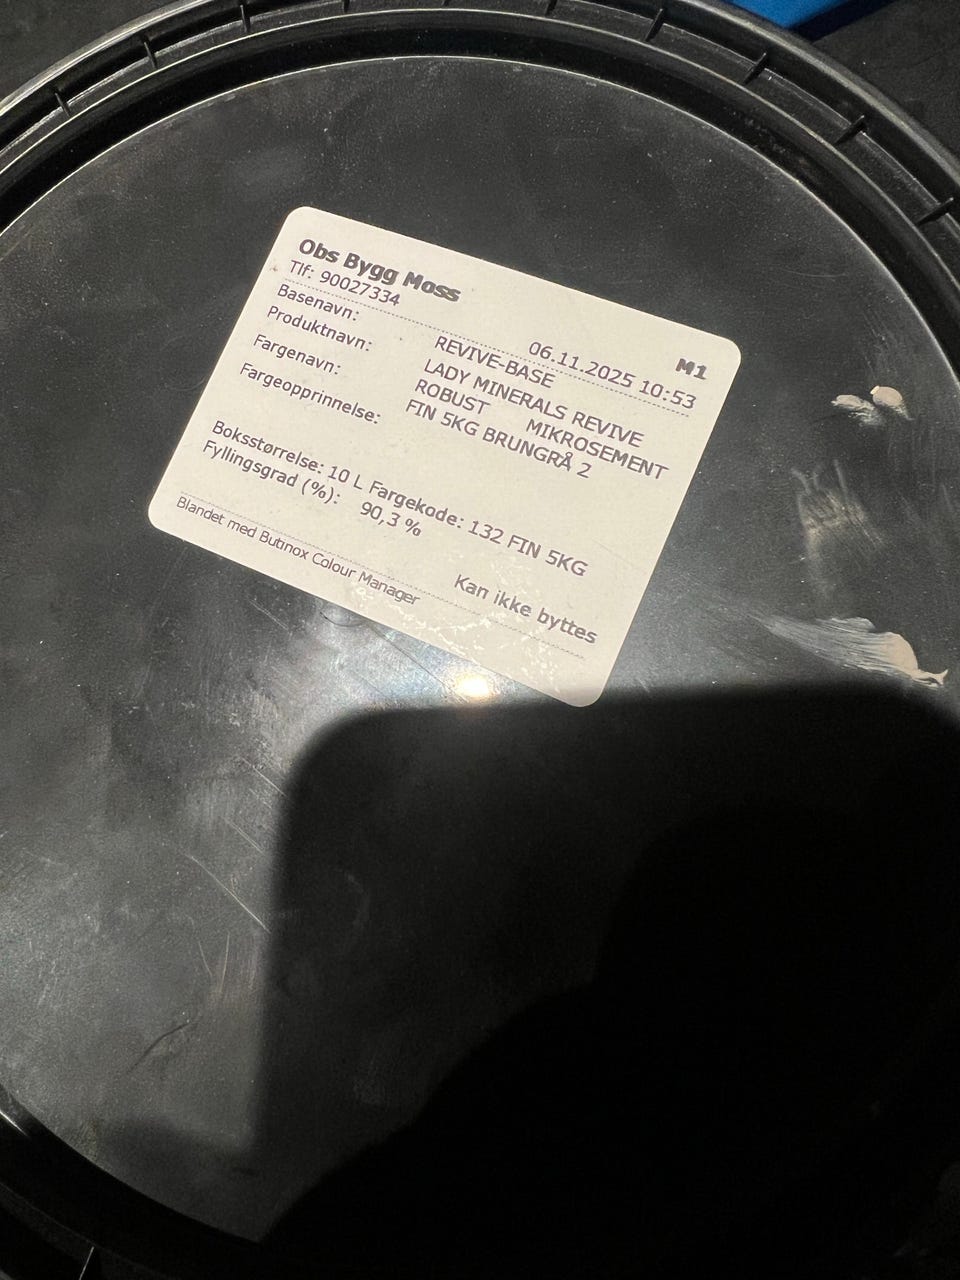 Obs Bygg Moss
Tlf: 90027334
06.11.2025 10:53 M1
Basenavn: REVIVE-BASE
Produktnavn: LADY MINERALS REVIVE
ROBUST MIKROSEMENT
Fargenavn: FIN 5KG BRUNGRÅ 2
Fargeopprinnelse:
Boksstørrelse: 10 L Fargekode: 132 FIN 5KG
Fyllingsgrad (%): 90,3 %
Kan ikke byttes
Blandet med Butinox Colour Manager